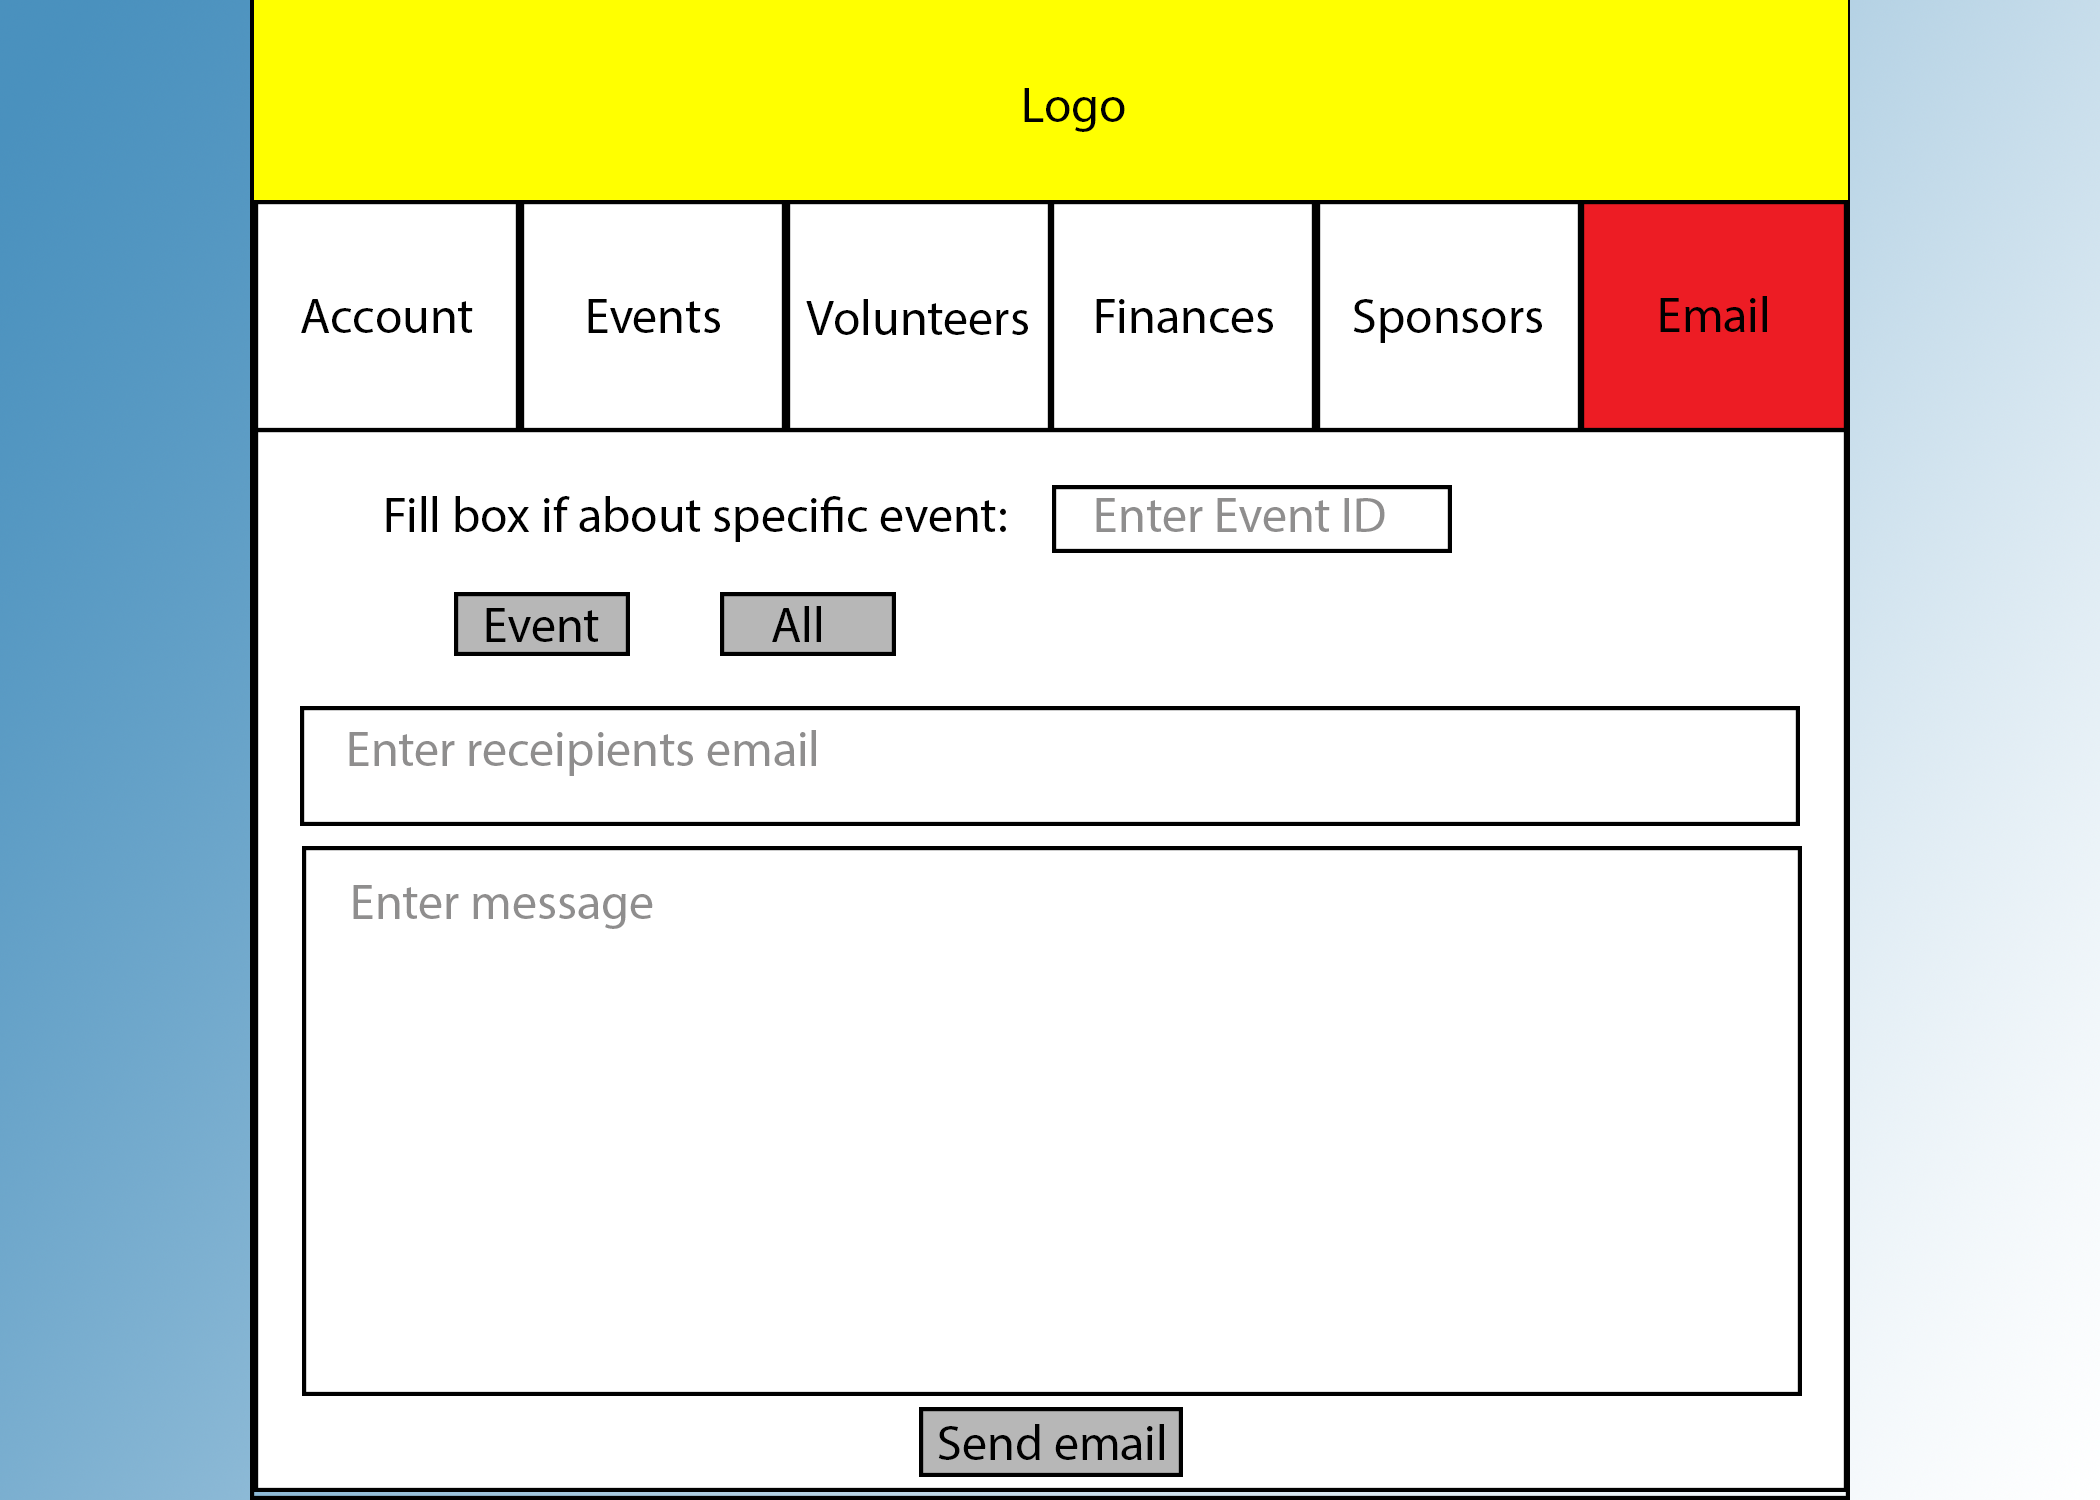 Logo
Account Events Volunteers Finances Sponsors Email
Fill box if about specific event: Enter Event ID
Event All
Enter receipients email
Enter message
Send email